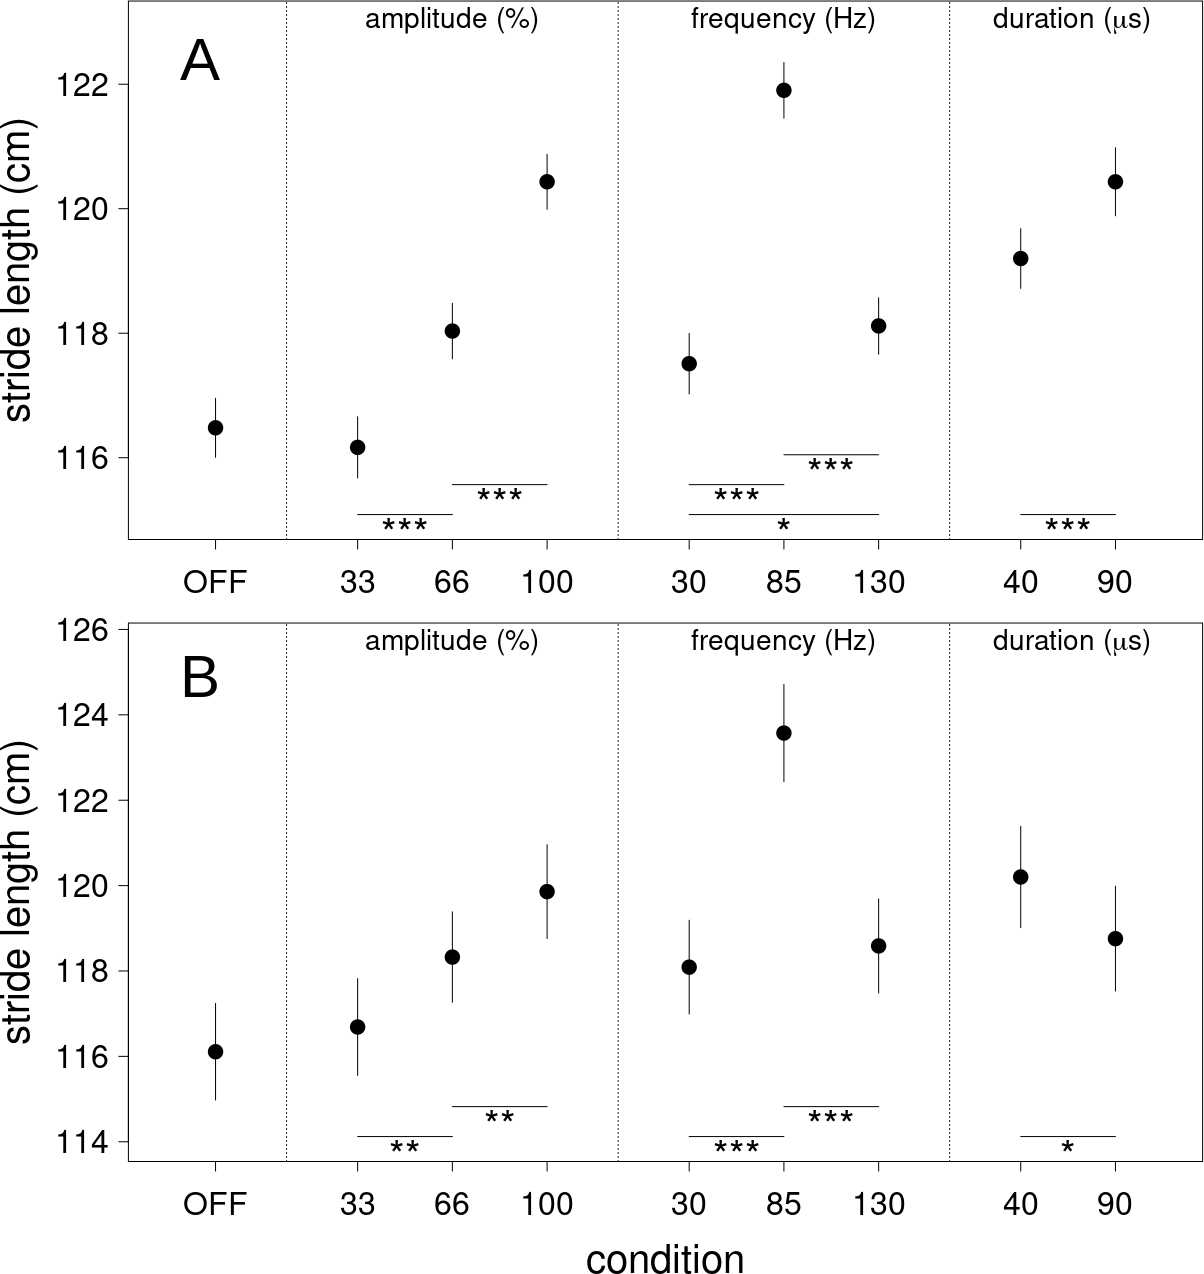 amplitude (%) frequency (Hz) duration (μs)
A
122
120
118
116
stride length (cm)
*** *** *** *** * ***
OFF 33 66 100 30 85 130 40 90
126
amplitude (%) frequency (Hz) duration (μs)
B
124
122
120
118
116
114
stride length (cm)
** ** *** *** *
OFF 33 66 100 30 85 130 40 90
condition